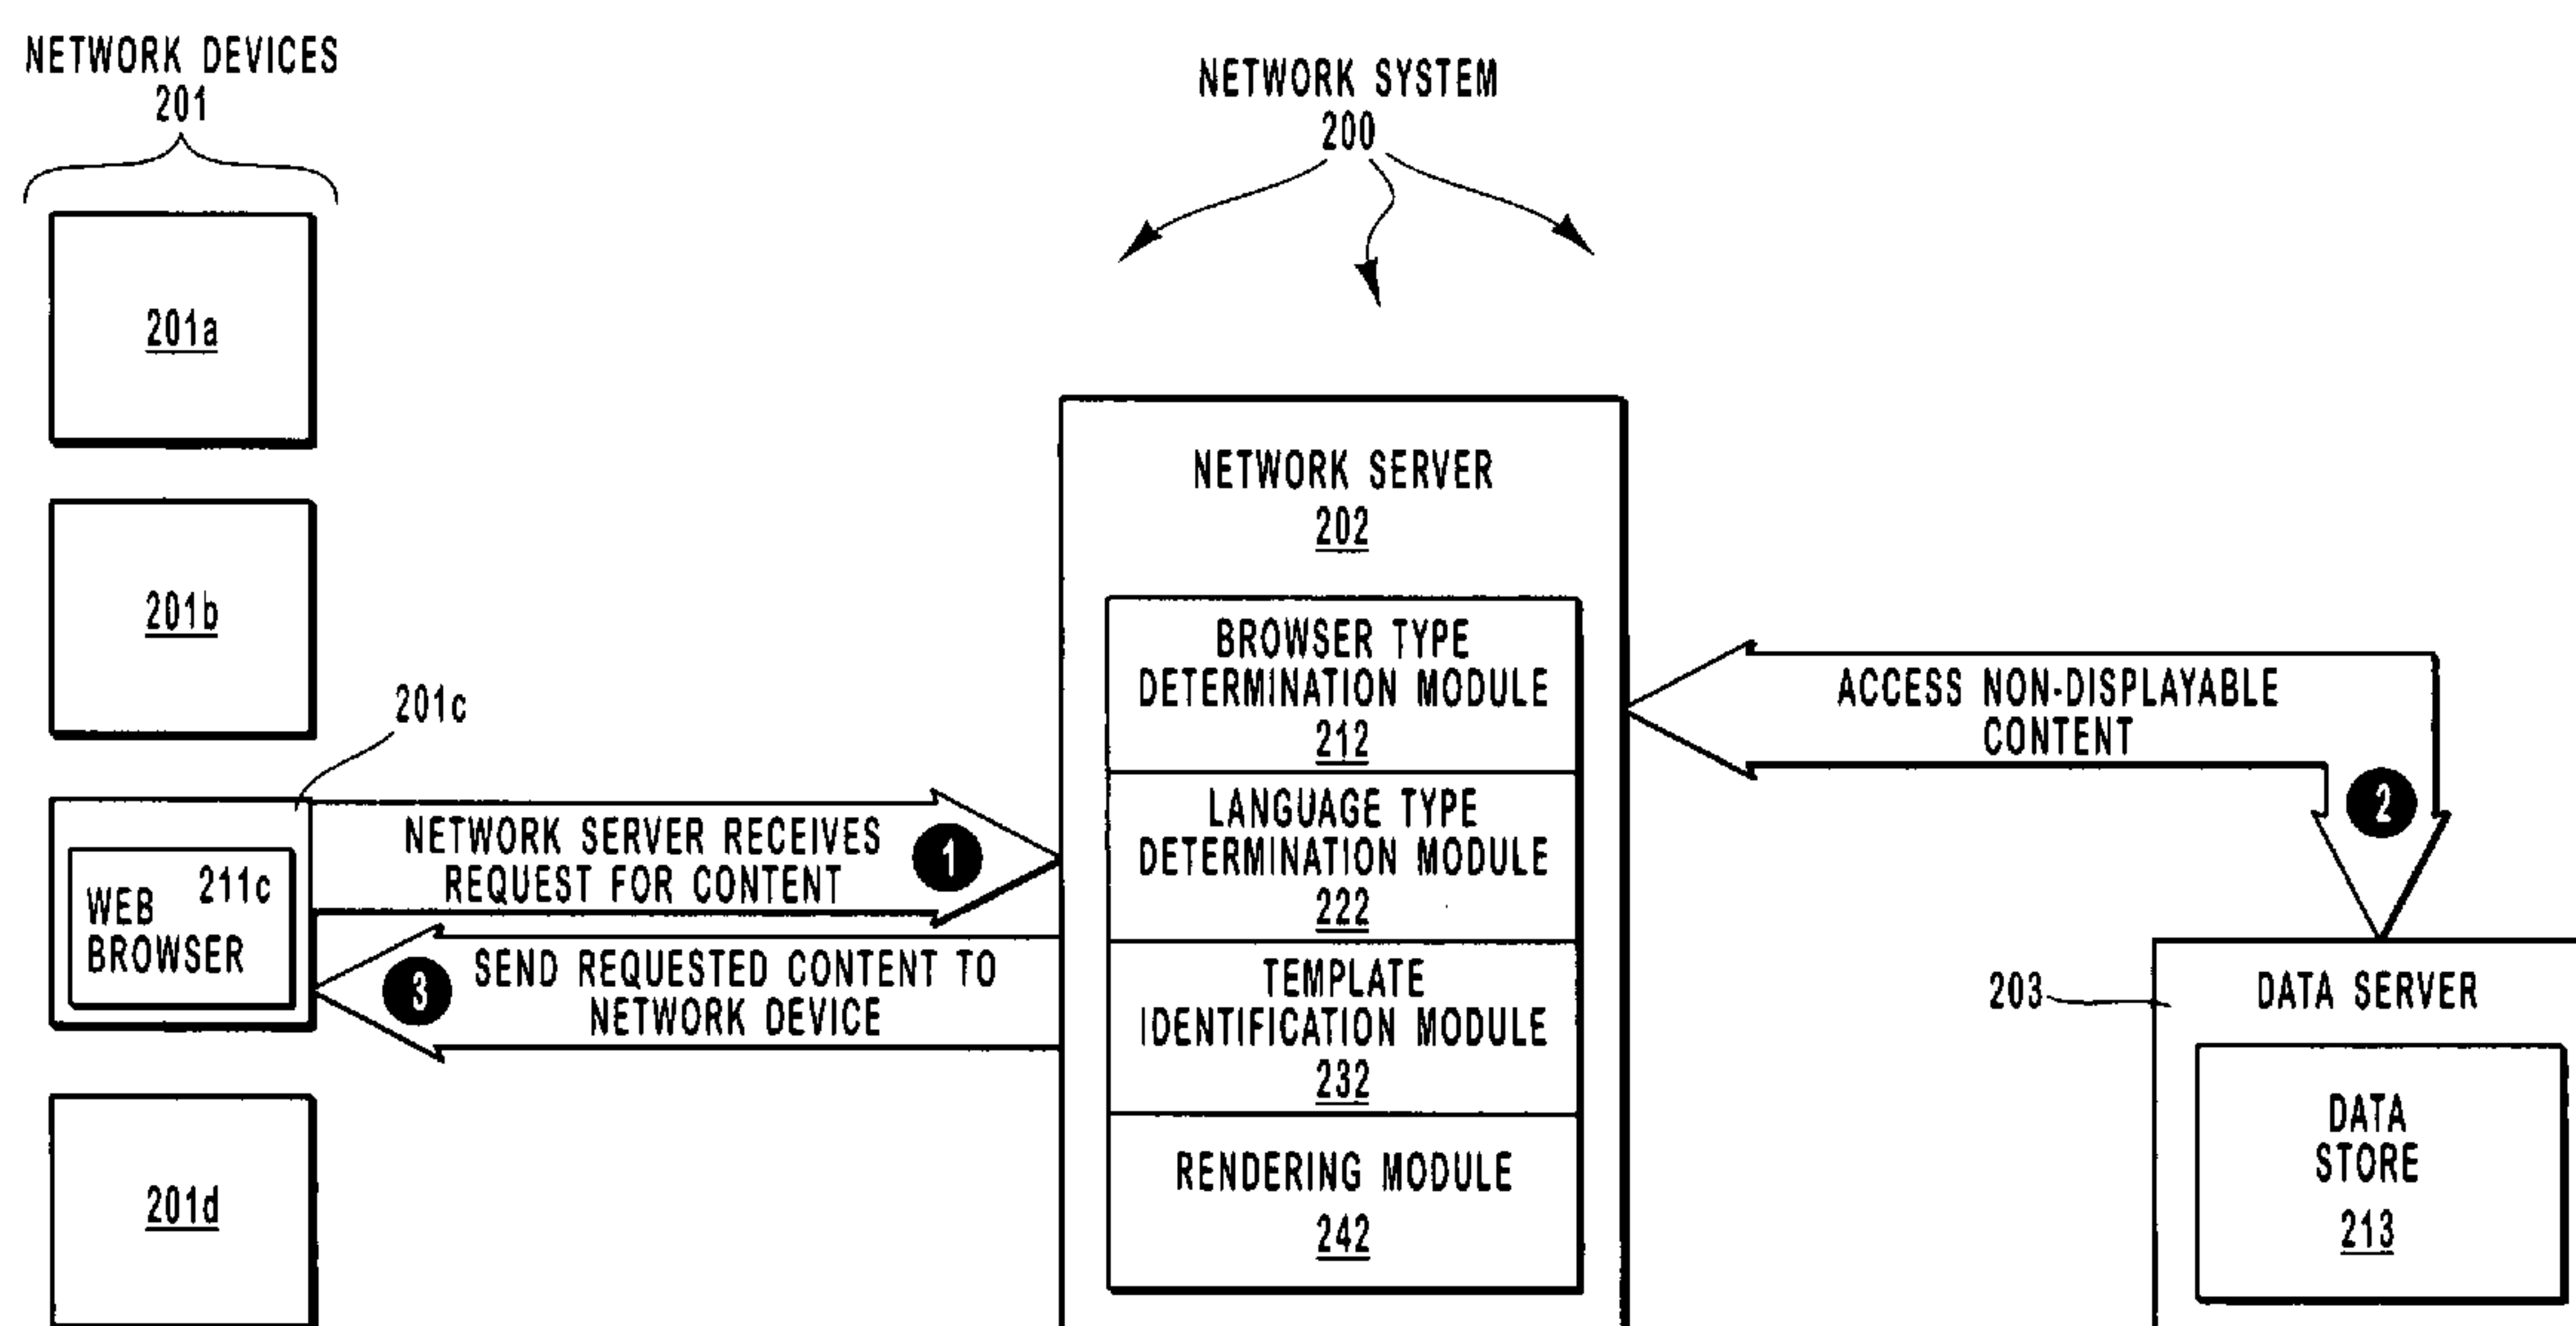 NETWORK DEVICES
201
NETWORK SYSTEM
200
201a
201b
201c
211c
WEB
BROWSER
201d
NETWORK SERVER RECEIVES
REQUEST FOR CONTENT
1
3
SEND REQUESTED CONTENT TO
NETWORK DEVICE
NETWORK SERVER
202
BROWSER TYPE
DETERMINATION MODULE
212
LANGUAGE TYPE
DETERMINATION MODULE
222
TEMPLATE
IDENTIFICATION MODULE
232
RENDERING MODULE
242
ACCESS NON-DISPLAYABLE
CONTENT
2
203
DATA SERVER
DATA
STORE
213